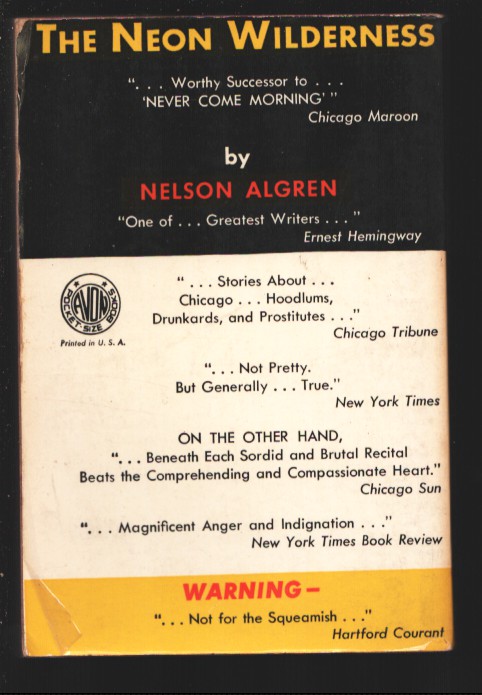 THE NEON WILDERNESS
". . . Worthy Successor to . . .
'NEVER COME MORNING' "
Chicago Maroon
by
NELSON ALGREN
"One of . . . Greatest Writers . . . "
Ernest Hemingway
AVON
POCKET-SIZE BOOKS
Printed in U. S. A.
" . . . Stories About . . .
Chicago . . . Hoodlums,
Drunkards, and Prostitutes . . ."
Chicago Tribune
". . . Not Pretty.
But Generally . . . True."
New York Times
ON THE OTHER HAND,
". . . Beneath Each Sordid and Brutal Recital
Beats the Comprehending and Compassionate Heart."
Chicago Sun
". . . Magnificent Anger and Indignation . . ."
New York Times Book Review
WARNING—
". . . Not for the Squeamish . . ."
Hartford Courant